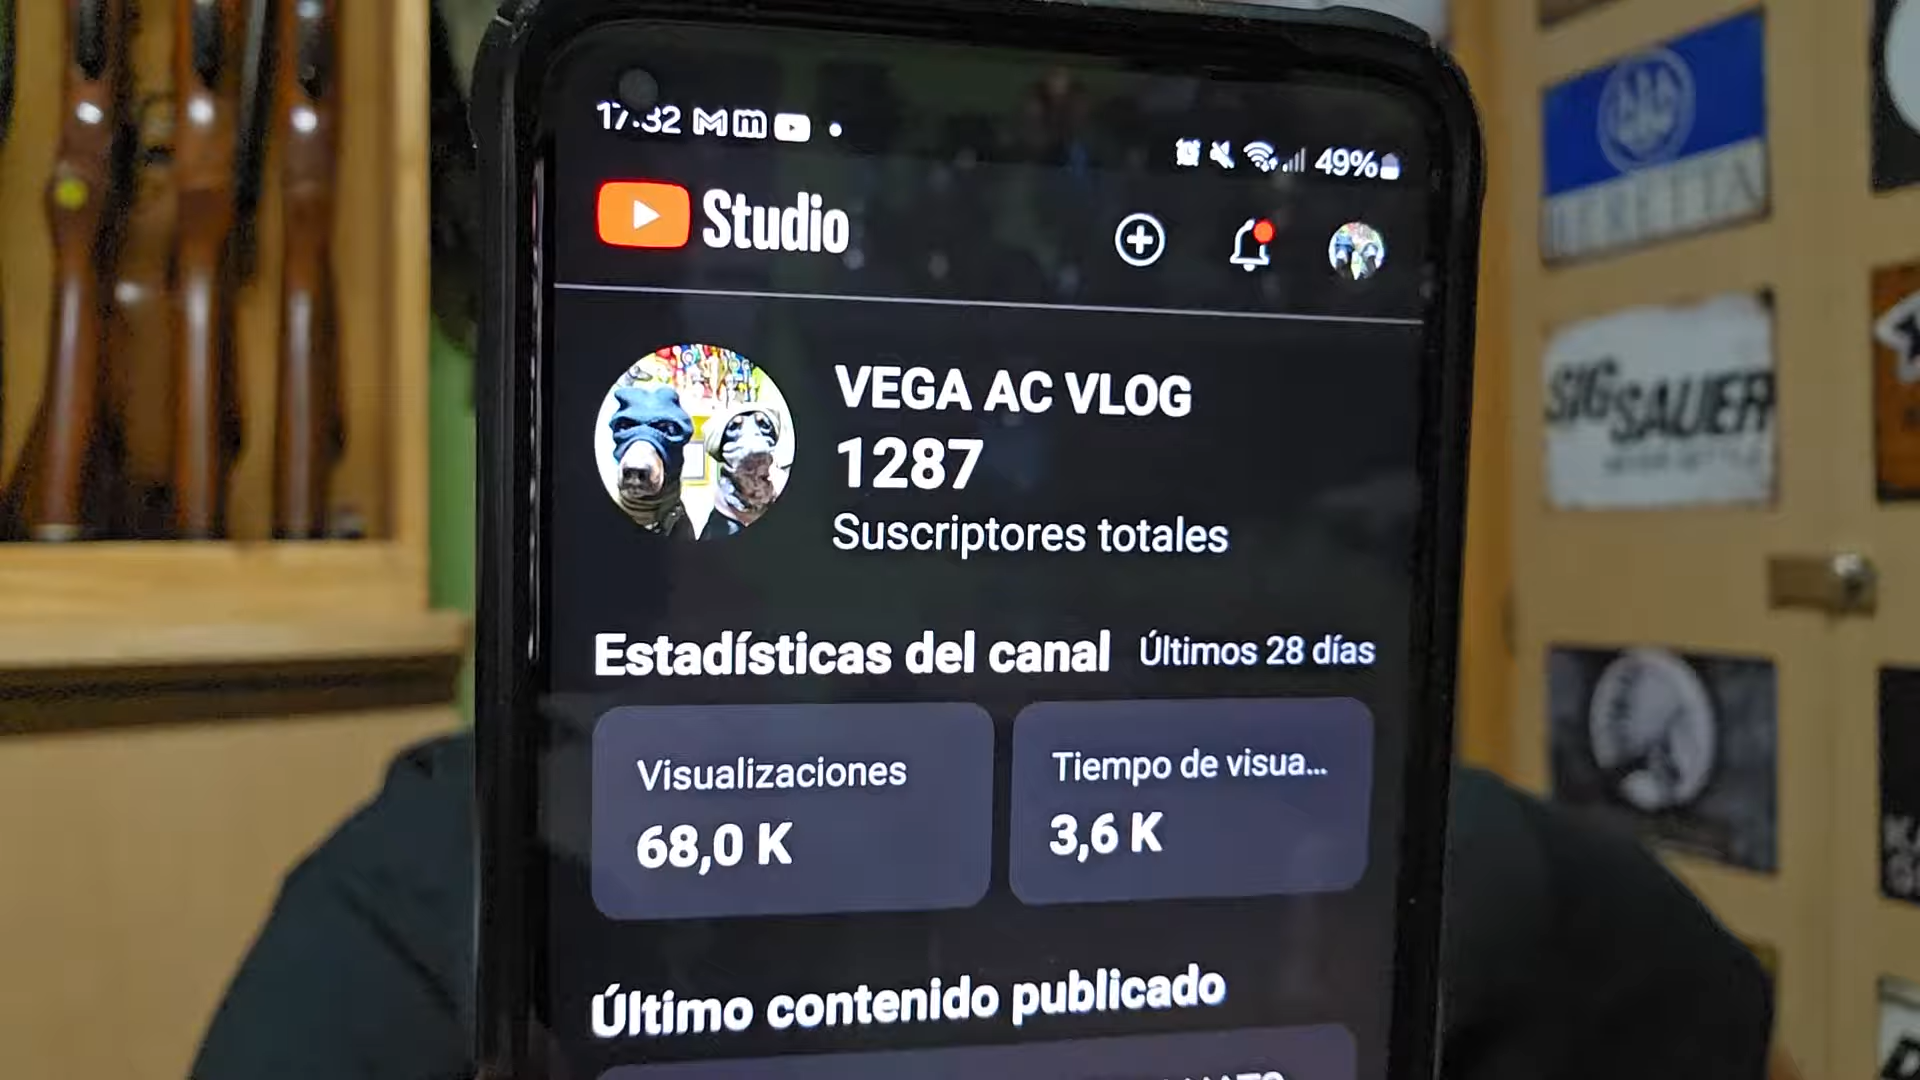 17:32
49%
Studio
VEGA AC VLOG
1287
Suscriptores totales
Estadísticas del canal Últimos 28 días
Visualizaciones
68,0 K
Tiempo de visua...
3,6 K
Último contenido publicado
SIG SAUER